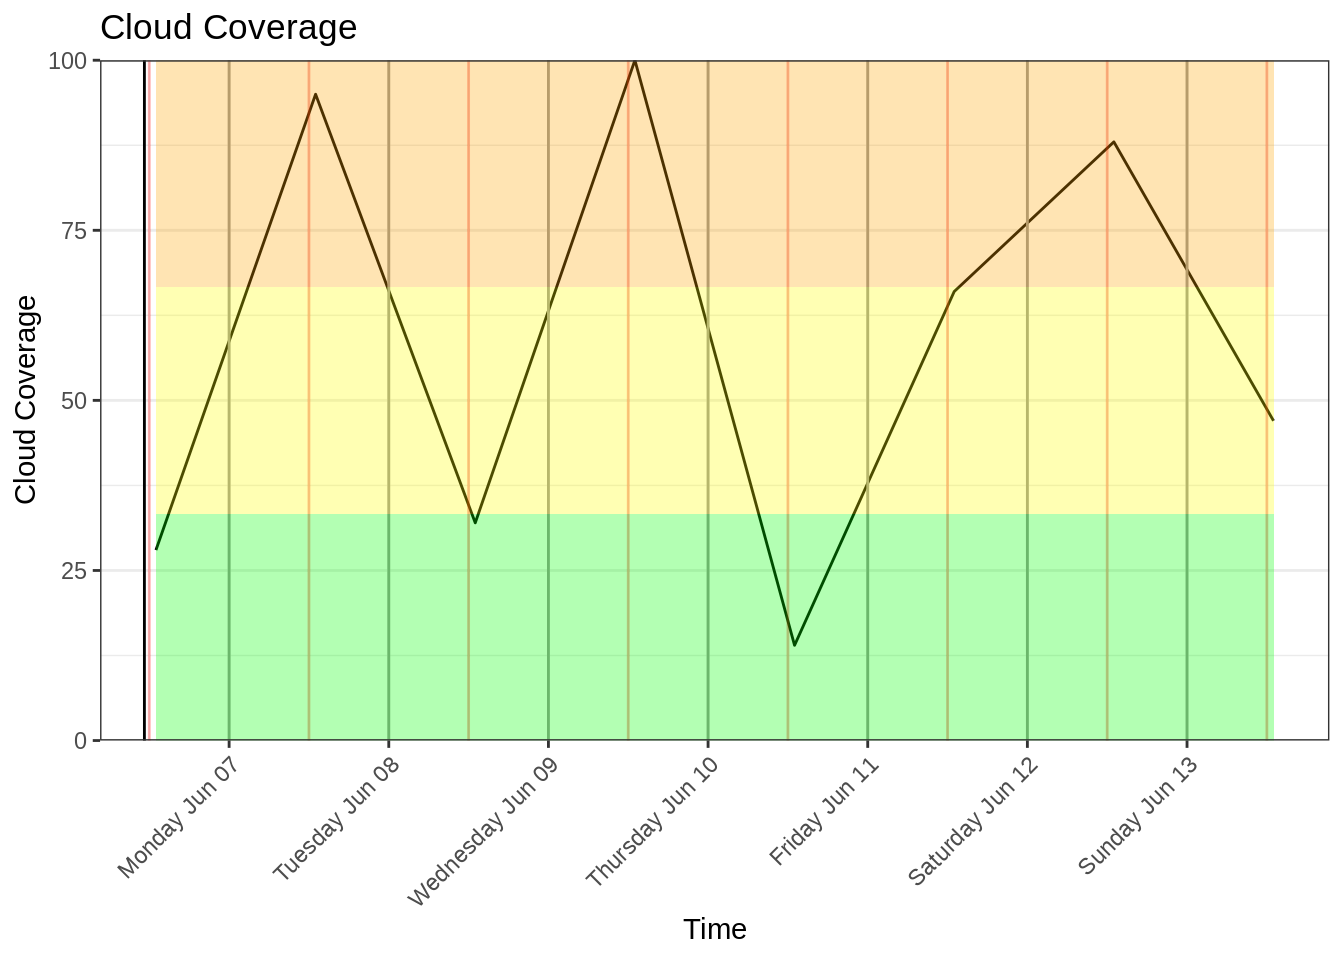 Cloud Coverage
100
75
50
25
0
Cloud Coverage
Monday Jun 07
Tuesday Jun 08
Wednesday Jun 09
Thursday Jun 10
Friday Jun 11
Saturday Jun 12
Sunday Jun 13
Time